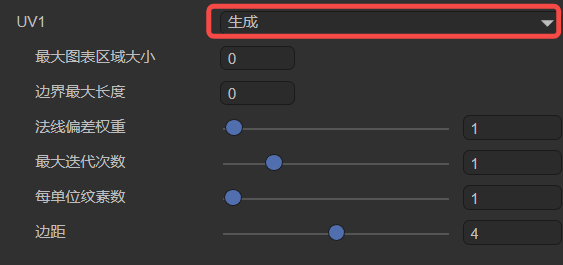 UV1 生成
最大图表区域大小 0
边界最大长度 0
法线偏差权重 1
最大迭代次数 1
每单位纹素数 1
边距 4